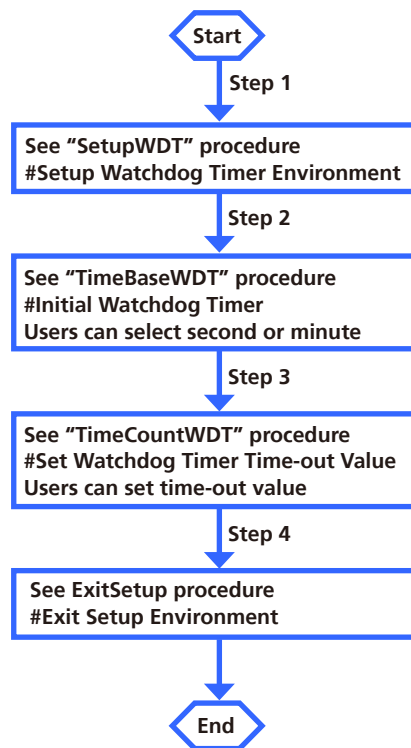 Start
Step 1
See “SetupWDT” procedure
#Setup Watchdog Timer Environment
Step 2
See “TimeBaseWDT” procedure
#Initial Watchdog Timer
Users can select second or minute
Step 3
See “TimeCountWDT” procedure
#Set Watchdog Timer Time-out Value
Users can set time-out value
Step 4
See ExitSetup procedure
#Exit Setup Environment
End